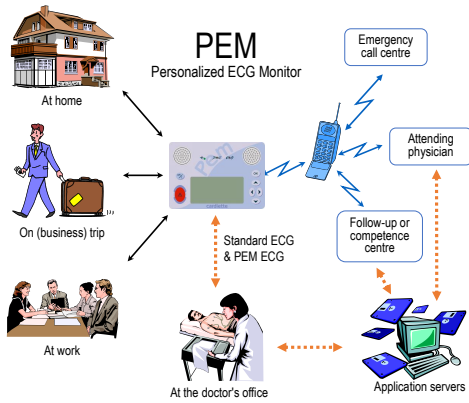 PEM
Personalized ECG Monitor
Emergency
call centre
At home
Attending
physician
PEM
On (business) trip
Follow-up or
competence
centre
Standard ECG
& PEM ECG
At work
At the doctor's office
Application servers